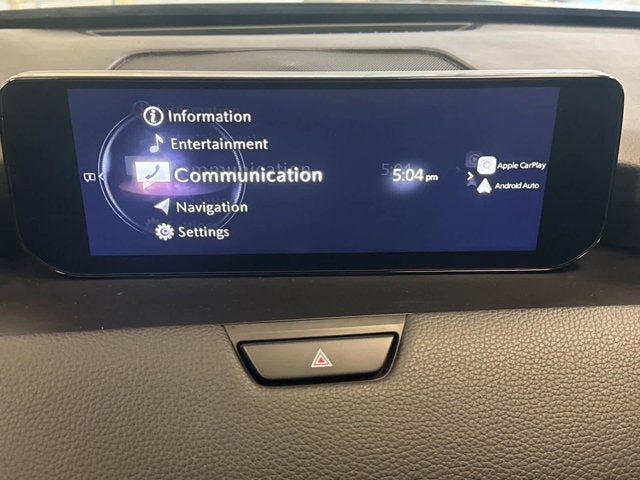 Information
Entertainment
Communication
5:04 pm
Apple CarPlay
Android Auto
Navigation
Settings